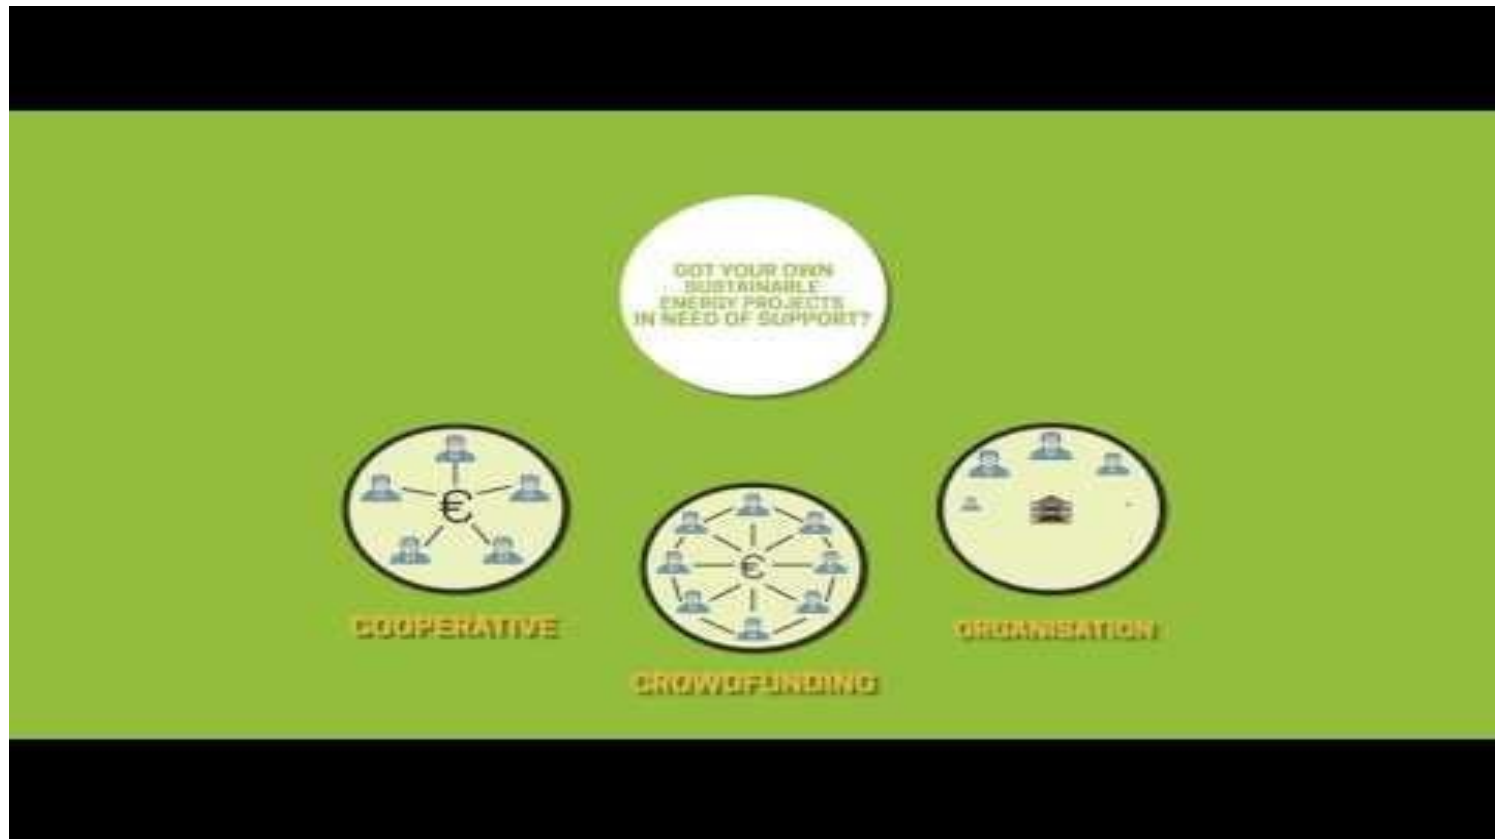 GOT YOUR OWN
SUSTAINABLE
ENERGY PROJECTS
IN NEED OF SUPPORT?
€
€
COOPERATIVE
CROWDFUNDING
ORGANISATION